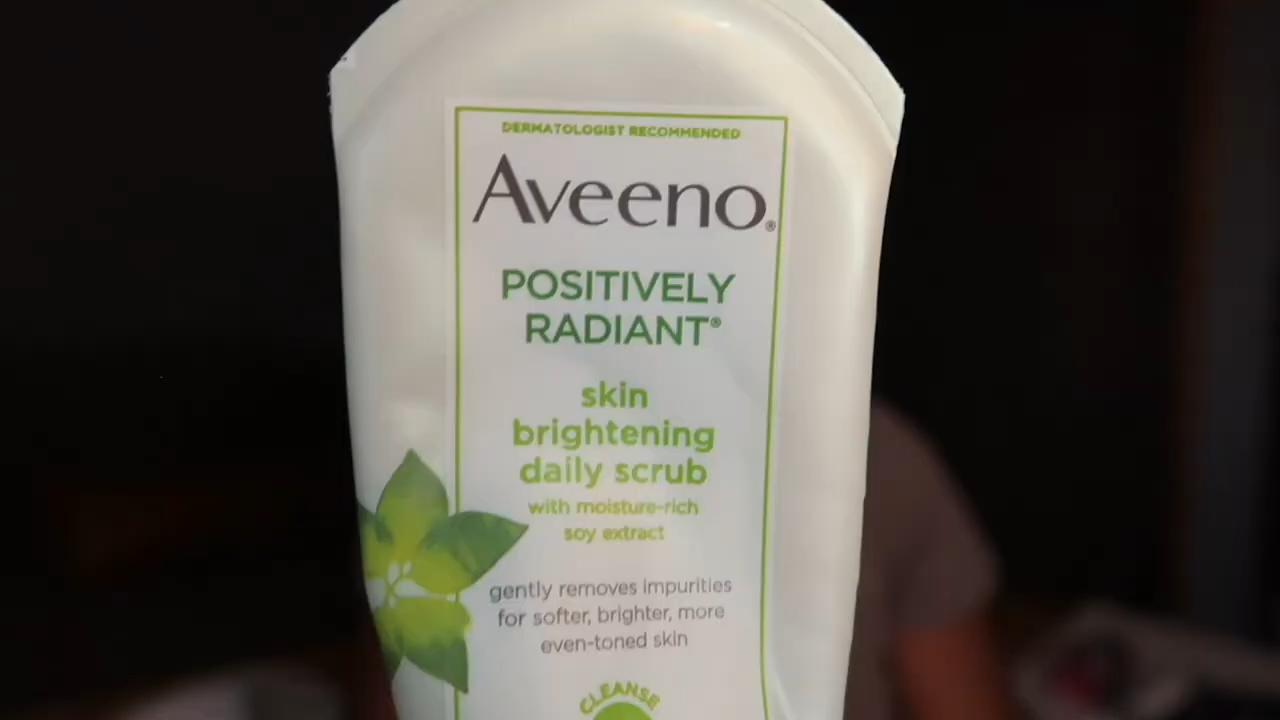 DERMATOLOGIST RECOMMENDED
Aveeno®
POSITIVELY
RADIANT®
skin
brightening
daily scrub
with moisture-rich
soy extract
gently removes impurities
for softer, brighter, more
even-toned skin
CLEANSE